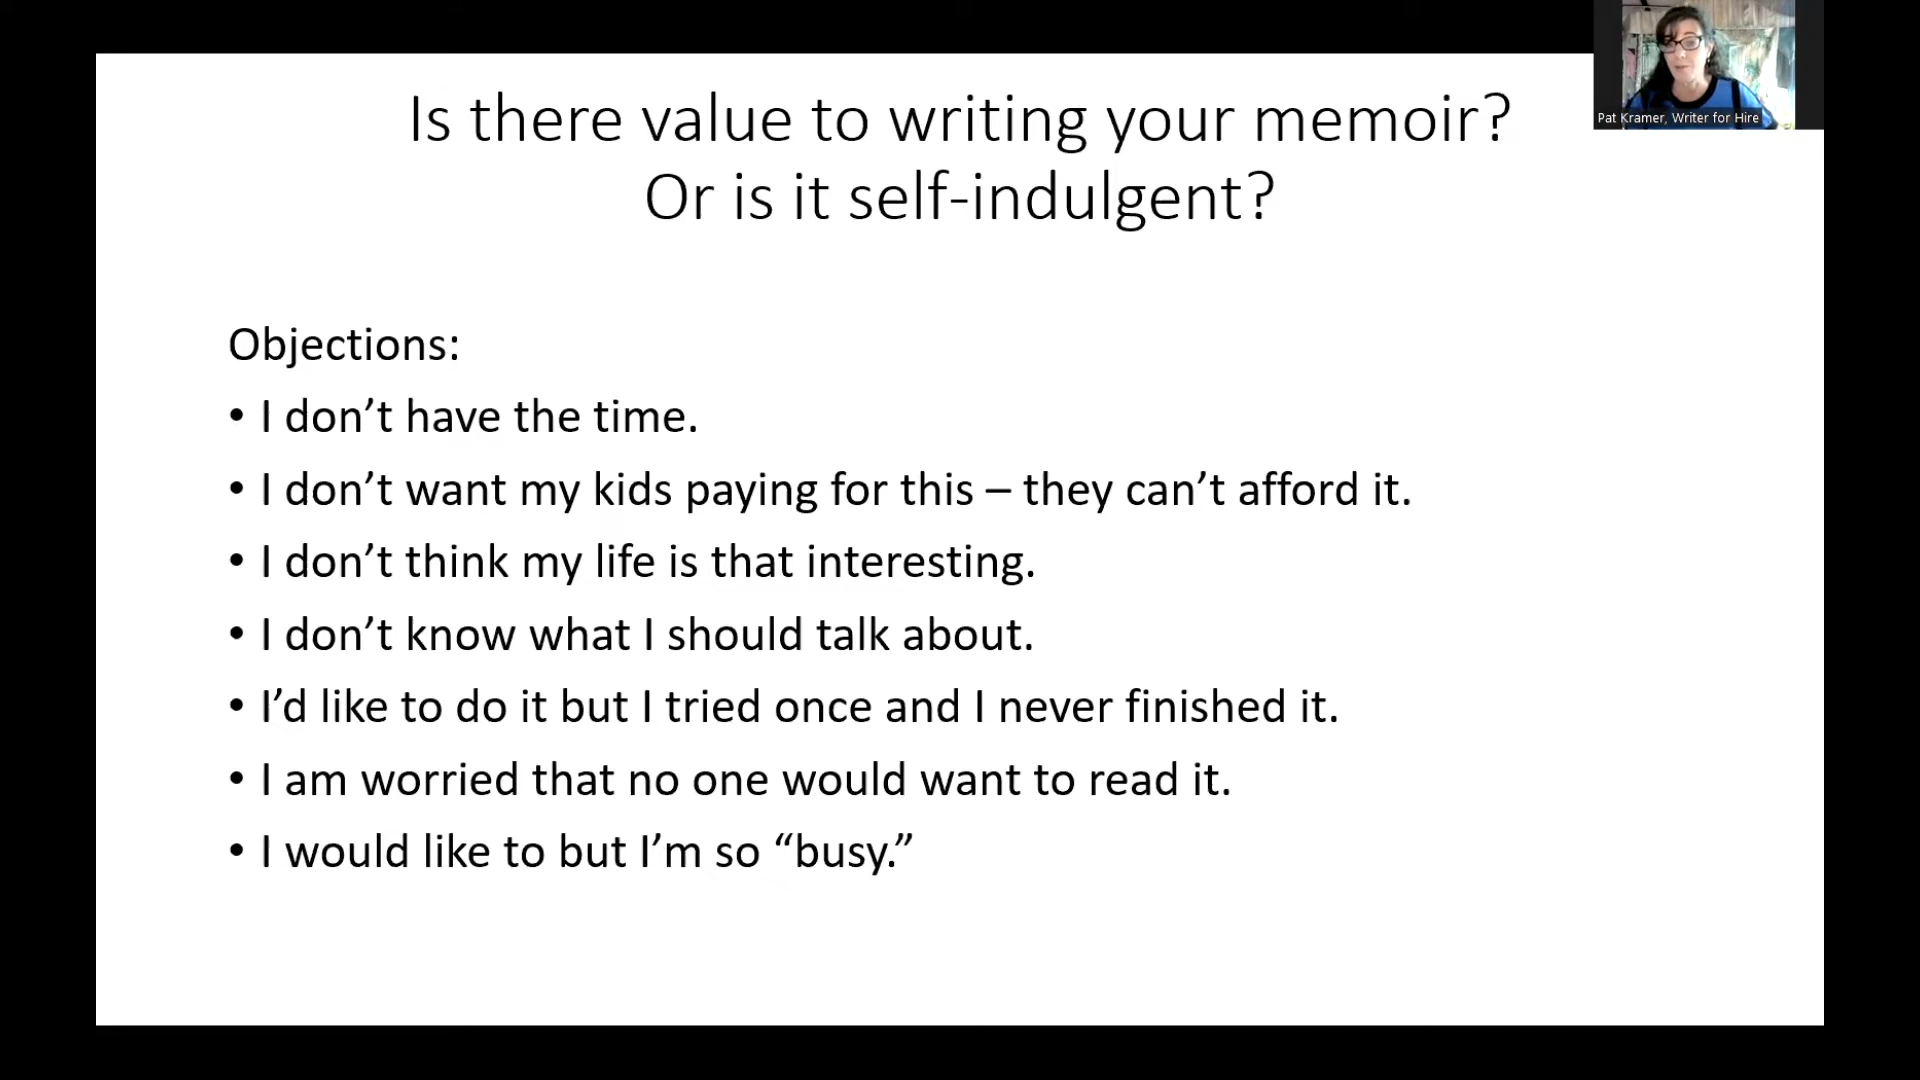 Is there value to writing your memoir?
Or is it self-indulgent?
Pat Kramer, Writer for Hire
Objections:
• I don’t have the time.
• I don’t want my kids paying for this – they can’t afford it.
• I don’t think my life is that interesting.
• I don’t know what I should talk about.
• I’d like to do it but I tried once and I never finished it.
• I am worried that no one would want to read it.
• I would like to but I’m so “busy.”